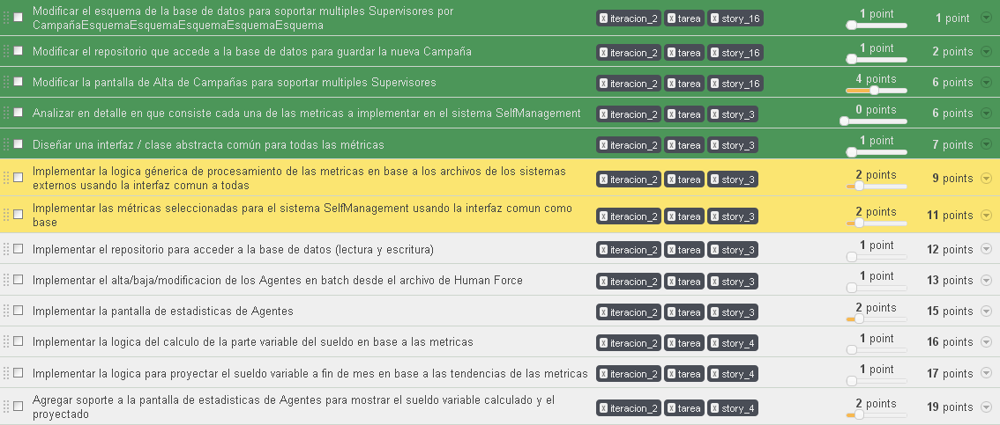 Modificar el esquema de la base de datos para soportar multiples Supervisores por
CampañaEsquemaEsquemaEsquemaEsquemaEsquema
x iteracion_2 x tarea x story_16
1 point
1 point
Modificar el repositorio que accede a la base de datos para guardar la nueva Campaña
x iteracion_2 x tarea x story_16
1 point
2 points
Modificar la pantalla de Alta de Campañas para soportar multiples Supervisores
x iteracion_2 x tarea x story_16
4 points
6 points
Analizar en detalle en que consiste cada una de las metricas a implementar en el sistema SelfManagement
x iteracion_2 x tarea x story_3
0 points
6 points
Diseñar una interfaz / clase abstracta común para todas las métricas
x iteracion_2 x tarea x story_3
1 point
7 points
Implementar la logica génerica de procesamiento de las metricas en base a los archivos de los sistemas
externos usando la interfaz comun a todas
x iteracion_2 x tarea x story_3
2 points
9 points
Implementar las métricas seleccionadas para el sistema SelfManagement usando la interfaz comun como
base
x iteracion_2 x tarea x story_3
2 points
11 points
Implementar el repositorio para acceder a la base de datos (lectura y escritura)
x iteracion_2 x tarea x story_3
1 point
12 points
Implementar el alta/baja/modificacion de los Agentes en batch desde el archivo de Human Force
x iteracion_2 x tarea x story_3
1 point
13 points
Implementar la pantalla de estadisticas de Agentes
x iteracion_2 x tarea x story_3
2 points
15 points
Implementar la logica del calculo de la parte variable del sueldo en base a las metricas
x iteracion_2 x tarea x story_4
1 point
16 points
Implementar la logica para proyectar el sueldo variable a fin de mes en base a las tendencias de las metricas
x iteracion_2 x tarea x story_4
1 point
17 points
Agregar soporte a la pantalla de estadisticas de Agentes para mostrar el sueldo variable calculado y el
proyectado
x iteracion_2 x tarea x story_4
2 points
19 points